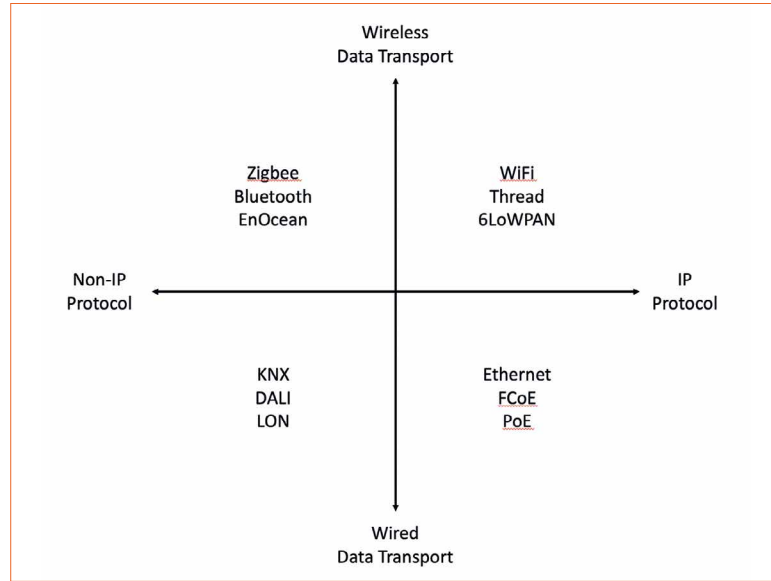 Wireless
Data Transport
Zigbee
Bluetooth
EnOcean
WiFi
Thread
6LoWPAN
Non-IP
Protocol
IP
Protocol
KNX
DALI
LON
Ethernet
FCoE
PoE
Wired
Data Transport